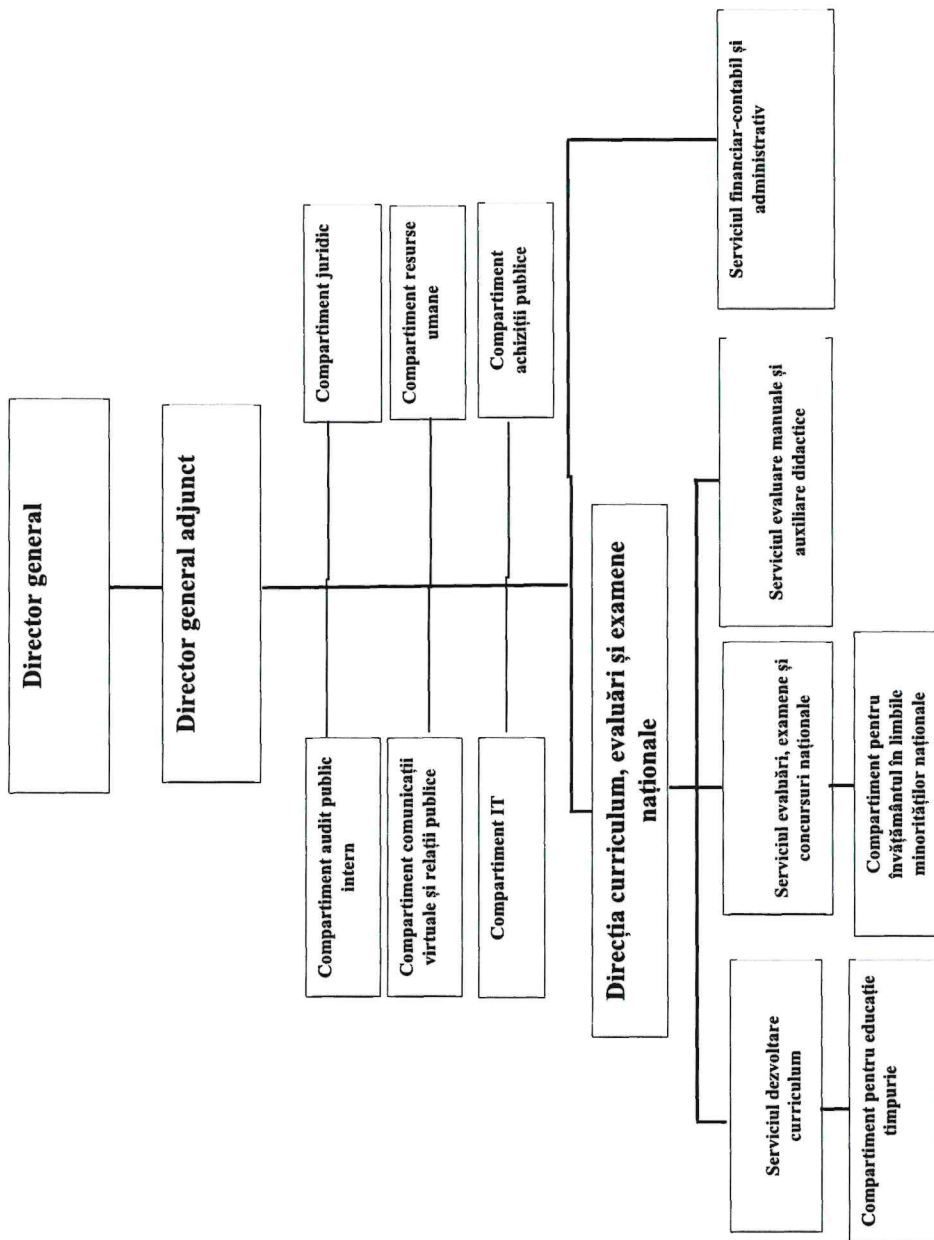 Director general
Director general adjunct
Compartiment audit public
intern
Compartiment juridic
Compartiment comunicații
virtuale și relații publice
Compartiment resurse
umane
Compartiment IT
Compartiment
achiziții publice
Direcția curriculum, evaluări și examene
naționale
Serviciul dezvoltare
curriculum
Serviciul evaluări, examene și
concursuri naționale
Serviciul evaluare manuale și
auxiliare didactice
Serviciul financiar-contabil și
administrativ
Compartiment pentru educație
timpurie
Compartiment pentru
învățământul în limbile
minorităților naționale